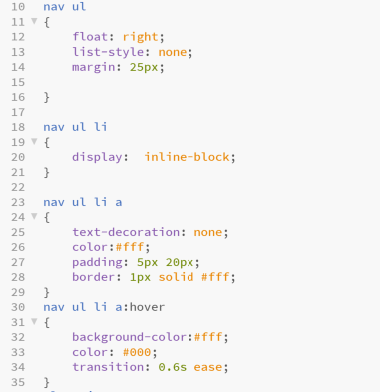 10 nav ul
11 {
12     float: right;
13     list-style: none;
14     margin: 25px;
15
16 }
17
18 nav ul li
19 {
20     display:  inline-block;
21 }
22
23 nav ul li a
24 {
25     text-decoration: none;
26     color:#fff;
27     padding: 5px 20px;
28     border: 1px solid #fff;
29 }
30 nav ul li a:hover
31 {
32     background-color:#fff;
33     color: #000;
34     transition: 0.6s ease;
35 }